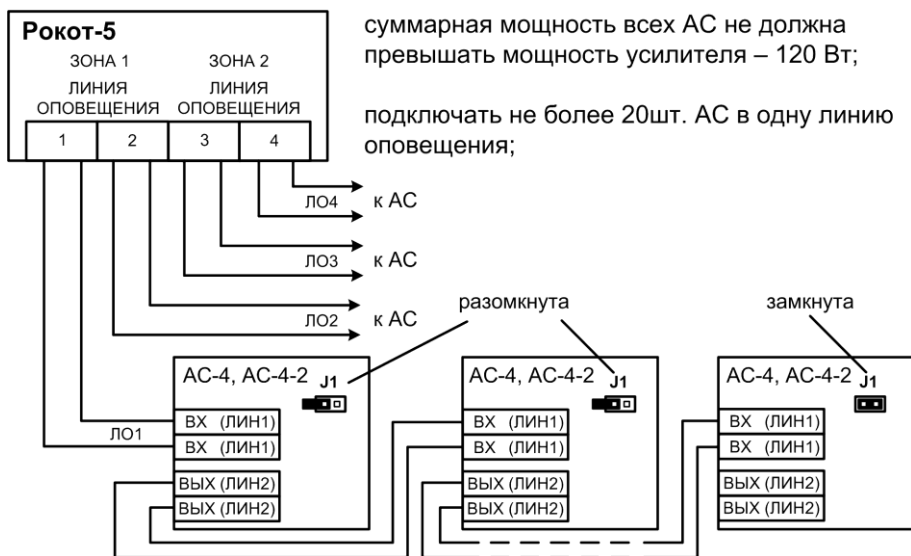 Рокот-5
ЗОНА 1
ЗОНА 2
ЛИНИЯ
ОПОВЕЩЕНИЯ
ЛИНИЯ
ОПОВЕЩЕНИЯ
1
2
3
4
суммарная мощность всех АС не должна
превышать мощность усилителя – 120 Вт;
подключать не более 20шт. АС в одну линию
оповещения;
ЛО4
к АС
ЛО3
к АС
ЛО2
к АС
разомкнута
замкнута
АС-4, АС-4-2
J1
ВХ (ЛИН1)
ВХ (ЛИН1)
ВЫХ (ЛИН2)
ВЫХ (ЛИН2)
ЛО1
АС-4, АС-4-2
J1
ВХ (ЛИН1)
ВХ (ЛИН1)
ВЫХ (ЛИН2)
ВЫХ (ЛИН2)
АС-4, АС-4-2
J1
ВХ (ЛИН1)
ВХ (ЛИН1)
ВЫХ (ЛИН2)
ВЫХ (ЛИН2)